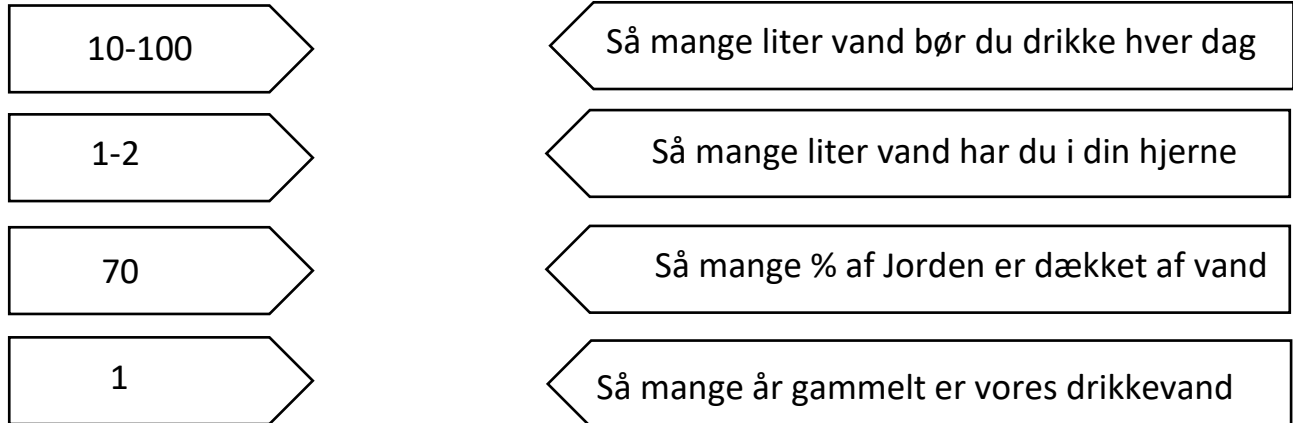 10-100
Så mange liter vand bør du drikke hver dag
1-2
Så mange liter vand har du i din hjerne
70
Så mange % af Jorden er dækket af vand
1
Så mange år gammelt er vores drikkevand